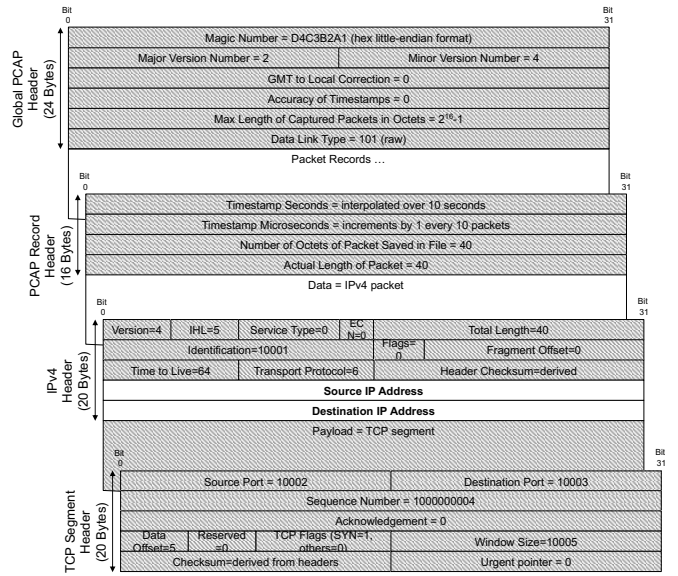 Bit
0
Bit
31
Global PCAP
Header
(24 Bytes)
Magic Number = D4C3B2A1 (hex little-endian format)
Major Version Number = 2
Minor Version Number = 4
GMT to Local Correction = 0
Accuracy of Timestamps = 0
Max Length of Captured Packets in Octets = 2¹⁶-1
Data Link Type = 101 (raw)
Packet Records …
Bit
0
Bit
31
PCAP Record
Header
(16 Bytes)
Timestamp Seconds = interpolated over 10 seconds
Timestamp Microseconds = increments by 1 every 10 packets
Number of Octets of Packet Saved in File = 40
Actual Length of Packet = 40
Data = IPv4 packet
Bit
0
Bit
31
IPv4
Header
(20 Bytes)
Version=4
IHL=5
Service Type=0
EC
N=0
Total Length=40
Identification=10001
Flags=
0
Fragment Offset=0
Time to Live=64
Transport Protocol=6
Header Checksum=derived
Source IP Address
Destination IP Address
Payload = TCP segment
Bit
0
Bit
31
TCP Segment
Header
(20 Bytes)
Source Port = 10002
Destination Port = 10003
Sequence Number = 1000000004
Acknowledgement = 0
Data
Offset=5
Reserved
=0
TCP Flags (SYN=1,
others=0)
Window Size=10005
Checksum=derived from headers
Urgent pointer = 0